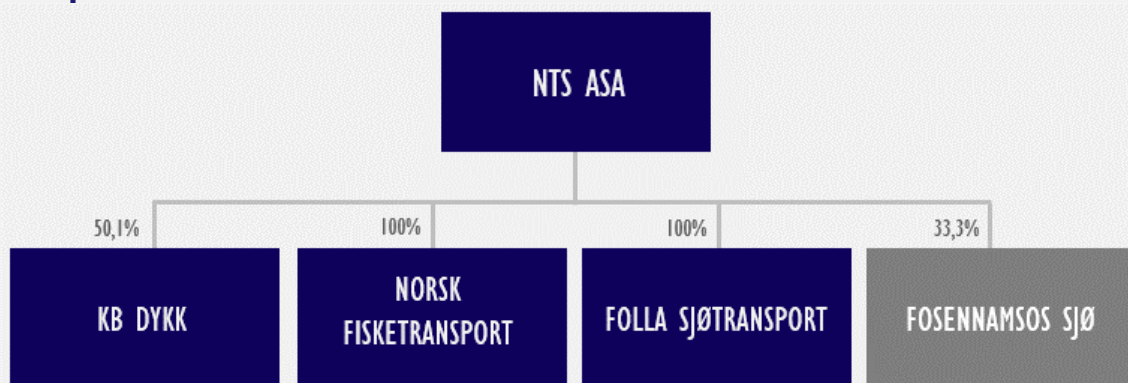 NTS ASA
50,1%
100%
100%
33,3%
KB DYKK
NORSK
FISKETRANSPORT
FOLLA SJØTRANSPORT
FOSENNAMSOS SJØ